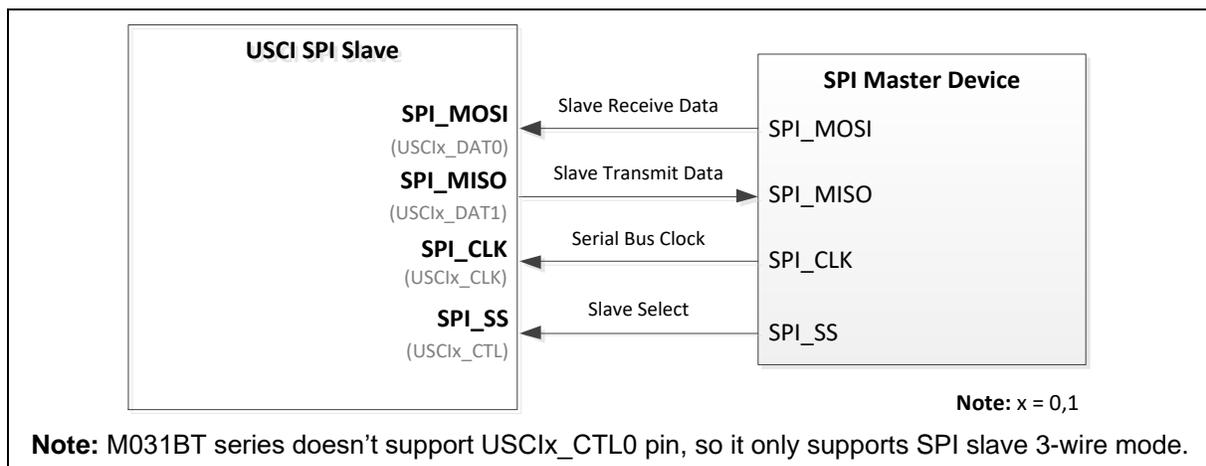 USCI SPI Slave
SPI_MOSI
(USCIx_DAT0)
SPI_MISO
(USCIx_DAT1)
SPI_CLK
(USCIx_CLK)
SPI_SS
(USCIx_CTL)
Slave Receive Data
Slave Transmit Data
Serial Bus Clock
Slave Select
SPI Master Device
SPI_MOSI
SPI_MISO
SPI_CLK
SPI_SS
Note: x = 0,1
Note: M031BT series doesn’t support USCIx_CTL0 pin, so it only supports SPI slave 3-wire mode.